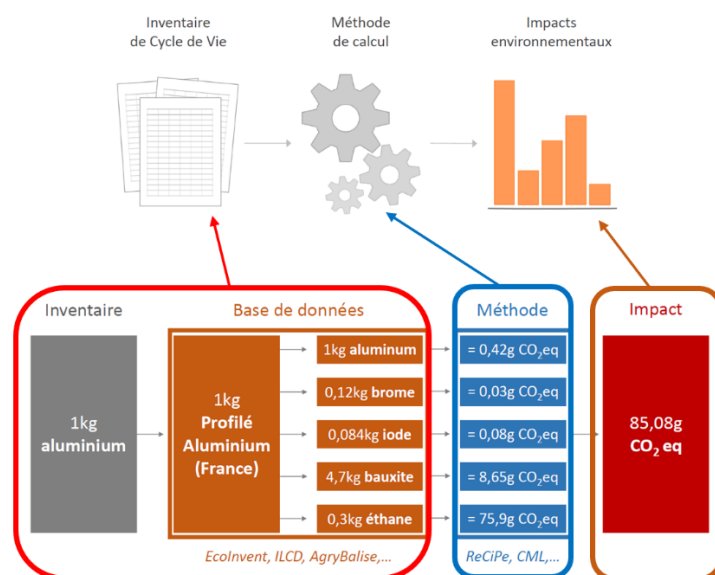 Inventaire
de Cycle de Vie
Méthode
de calcul
Impacts
environnementaux
Inventaire
Base de données
Méthode
Impact
1kg
aluminium
1kg
Profilé
Aluminium
(France)
1kg aluminum
= 0,42g CO₂eq
0,12kg brome
= 0,03g CO₂eq
0,084kg iode
= 0,08g CO₂eq
4,7kg bauxite
= 8,65g CO₂eq
0,3kg éthane
= 75,9g CO₂eq
85,08g
CO₂ eq
EcoInvent, ILCD, AgryBalise,...
ReCiPe, CML,...